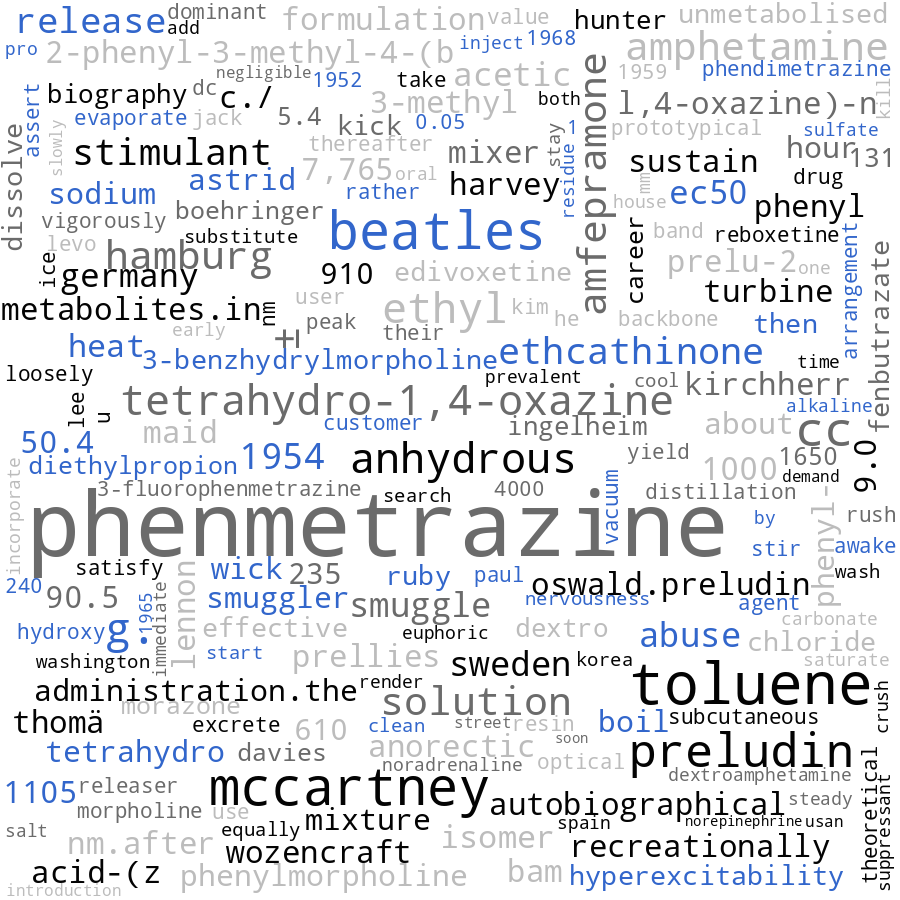 release
dominant
add
formulation
value
hunter
unmetabolised
pro
2-phenyl-3-methyl-4-(b
inject
1968
amphetamine
negligible
1952
take
acetic
1959
phendimetrazine
assert
biography
dc
c./
3-methyl
both
amfepramone
l,4-oxazine)-n
kill
evaporate
jack
5.4
kick
0.05
stay
1
prototypical
sulfate
dissolve
slowly
stimulant
thereafter
7,765
oral
mixer
residue
sustain
hour
131
sodium
astrid
rather
harvey
house
mm
ec50
drug
vigorously
boehringer
beatles
phenyl
levo
substitute
career
band
reboxetine
arrangement
ice
hamburg
germany
910
edivoxetine
prelu-2
one
fenbutrazate
metabolites.in
nm
user
ethyl
kim
he
backbone
turbine
early
+l
peak
their
then
heat
3-benzhydrylmorpholine
ethcathinone
time
loosely
prevalent
cool
kirchherr
lee
u
tetrahydro-1,4-oxazine
alkaline
maid
customer
ingelheim
about
cc
50.4
diethylpropion
1954
anhydrous
yield
1000
1650
9.0
demand
incorporate
3-fluorophenmetrazine
search
4000
vacuum
distillation
phenmetrazine
by
phenyl-
rush
stir
awake
satisfy
wick
235
ruby
paul
oswald.preludin
wash
240
90.5
1965
immediate
lennon
smuggler
smuggle
nervousness
agent
hydroxy
g.
effective
euphoric
dextro
abuse
carbonate
chloride
washington
start
prellies
sweden
korea
saturate
administration.the
render
toluene
crush
morazone
solution
thomä
excrete
610
clean
street
resin
boil
subcutaneous
tetrahydro
davies
anorectic
noradrenaline
soon
optical
preludin
dextroamphetamine
1105
releaser
mccartney
autobiographical
steady
theoretical
suppressant
morpholine
use
salt
equally
mixture
spain
norepinephrine
usan
nm.after
wozencraft
isomer
recreationally
acid-(z
phenylmorpholine
bam
hyperexcitability
introduction